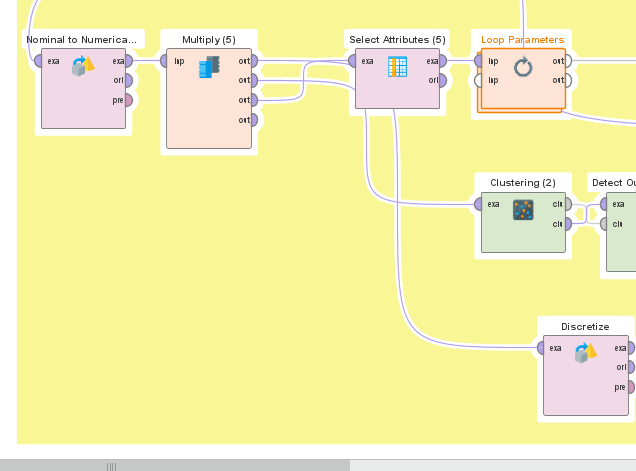 Nominal to Numerica...
Multiply (5)
Select Attributes (5)
Loop Parameters
exa
exa
ori
pre
inp
out
out
out
out
exa
exa
ori
inp
out
inp
out
Clustering (2)
exa
clu
clu
Detect Ou
exa
clu
Discretize
exa
exa
ori
pre